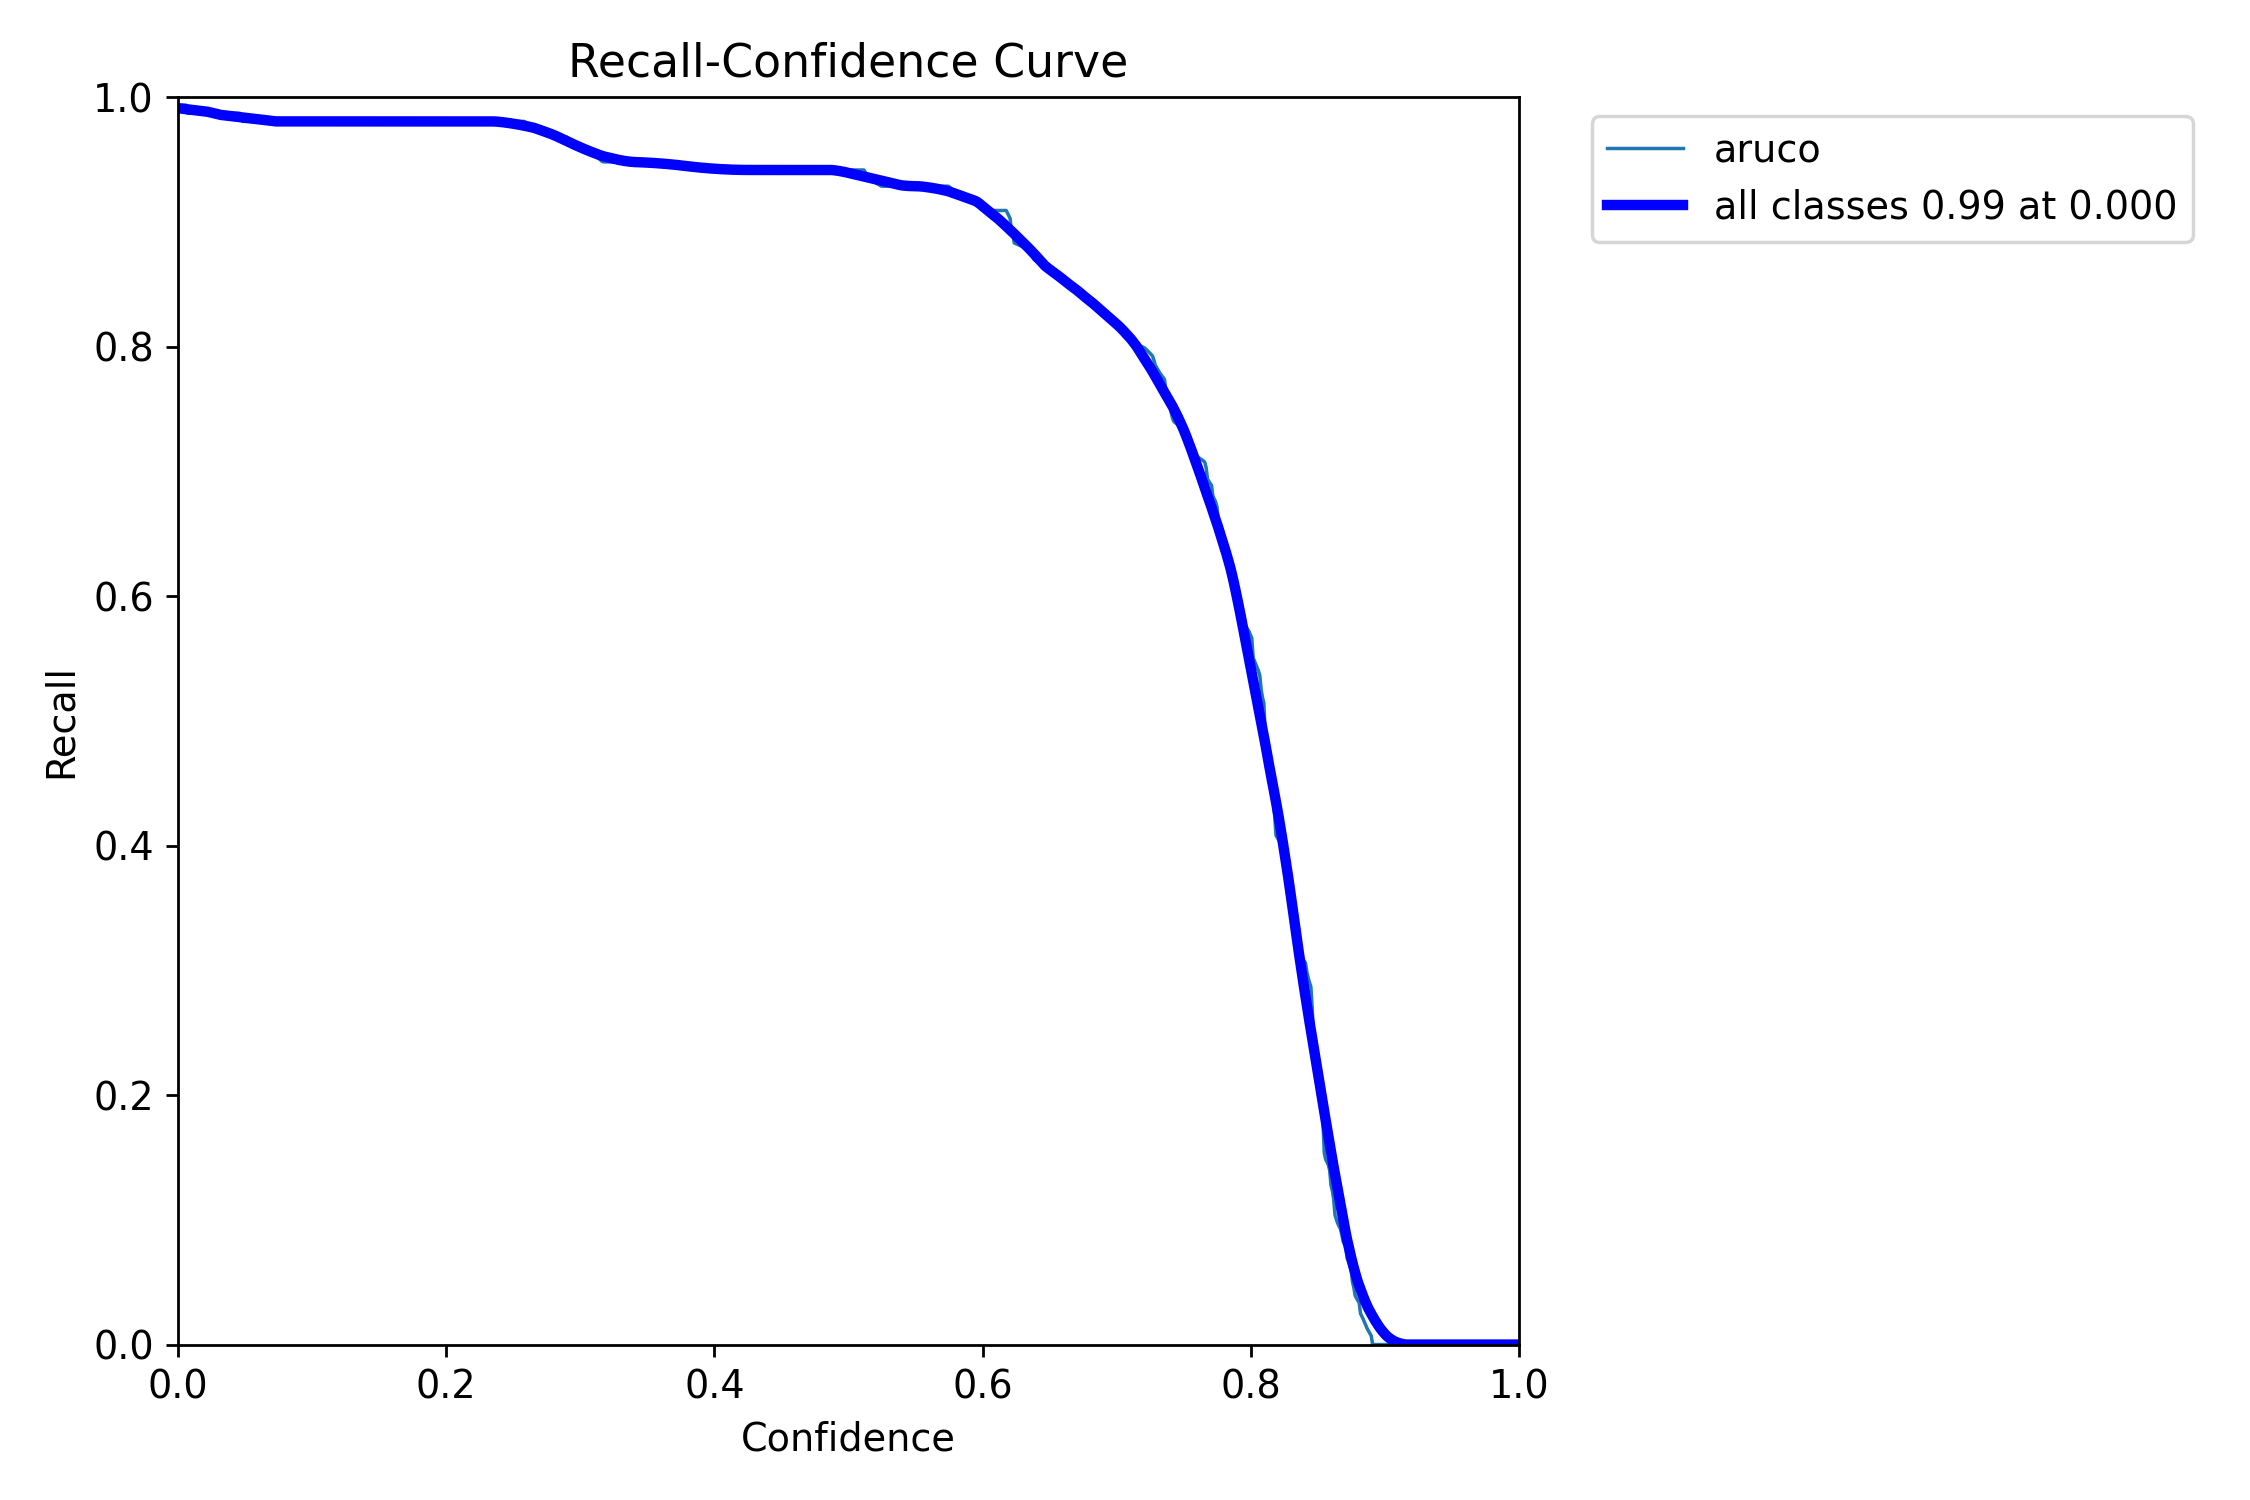 Recall-Confidence Curve
1.0
0.8
0.6
0.4
0.2
0.0
Recall
0.0 0.2 0.4 0.6 0.8 1.0
Confidence
aruco
all classes 0.99 at 0.000